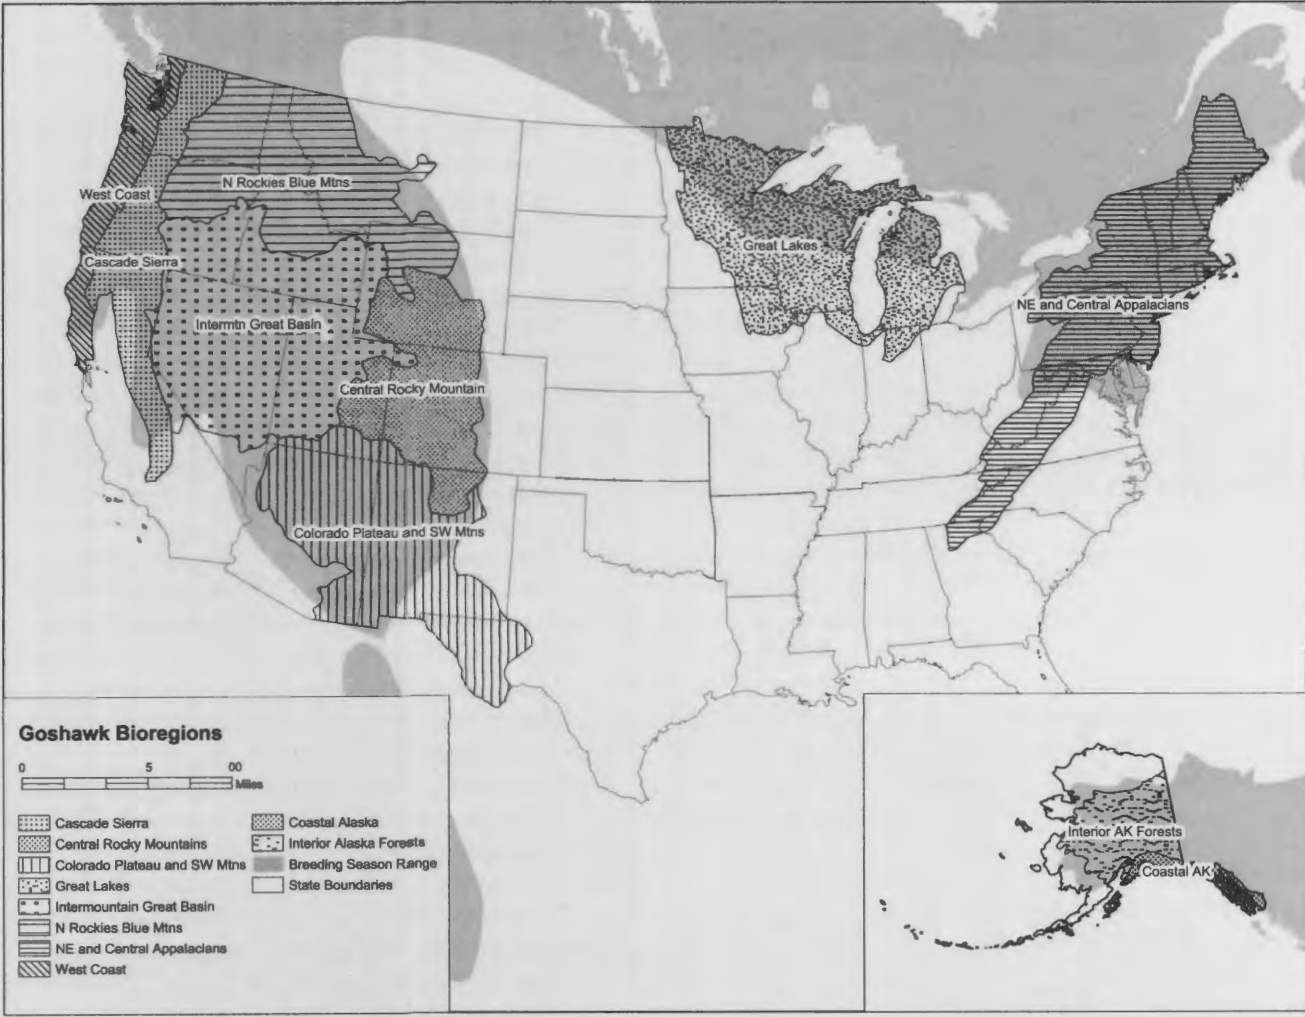 N Rockies Blue Mtns
West Coast
Great Lakes
Cascade Sierra
NE and Central Appalacians
Intermtn Great Basin
Central Rocky Mountain
Colorado Plateau and SW Mtns
Goshawk Bioregions
0 5 00
Miles
Cascade Sierra
Central Rocky Mountains
Colorado Plateau and SW Mtns
Great Lakes
Intermountain Great Basin
N Rockies Blue Mtns
NE and Central Appalacians
West Coast
Coastal Alaska
Interior Alaska Forests
Breeding Season Range
State Boundaries
Interior AK Forests
Coastal AK